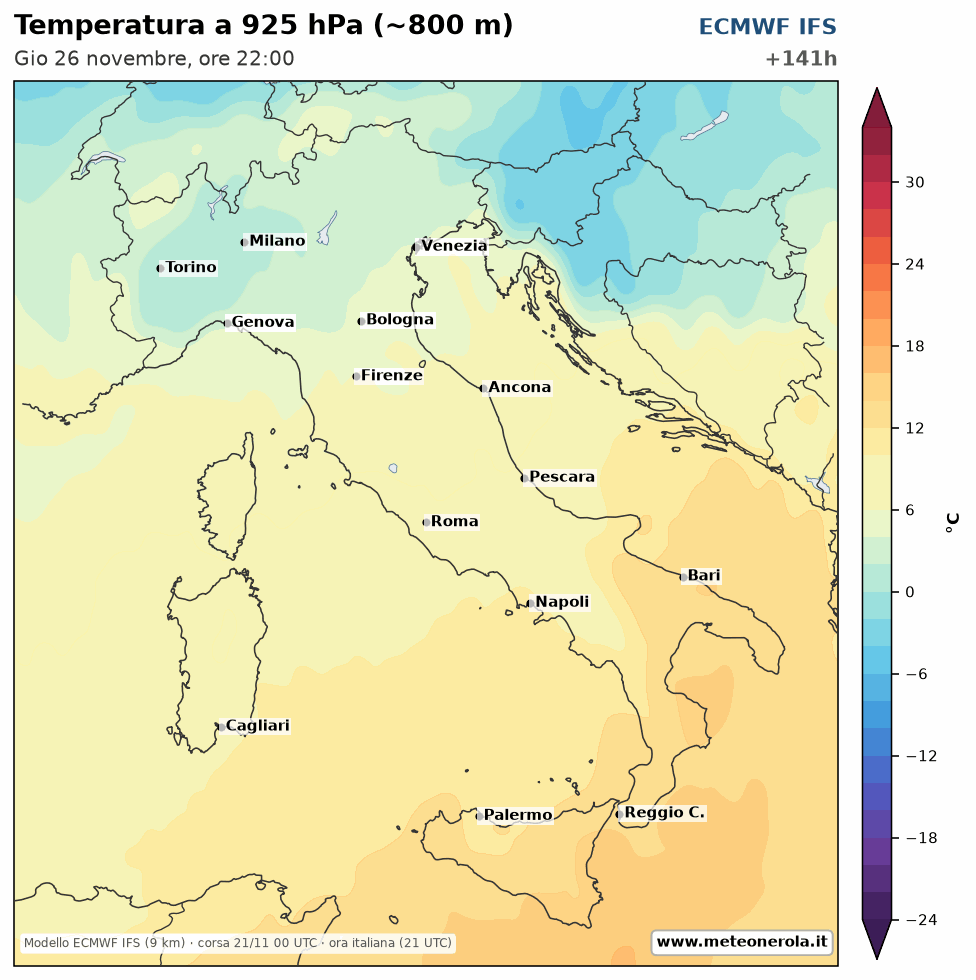 Temperatura a 925 hPa (~800 m)
ECMWF IFS
Gio 26 novembre, ore 22:00
+141h
Milano
Venezia
Torino
Genova
Bologna
Firenze
Ancona
Pescara
Roma
Bari
Napoli
Cagliari
Palermo
Reggio C.
30
24
18
12
6
0
−6
−12
−18
−24
°C
Modello ECMWF IFS (9 km) · corsa 21/11 00 UTC · ora italiana (21 UTC)
www.meteonerola.it